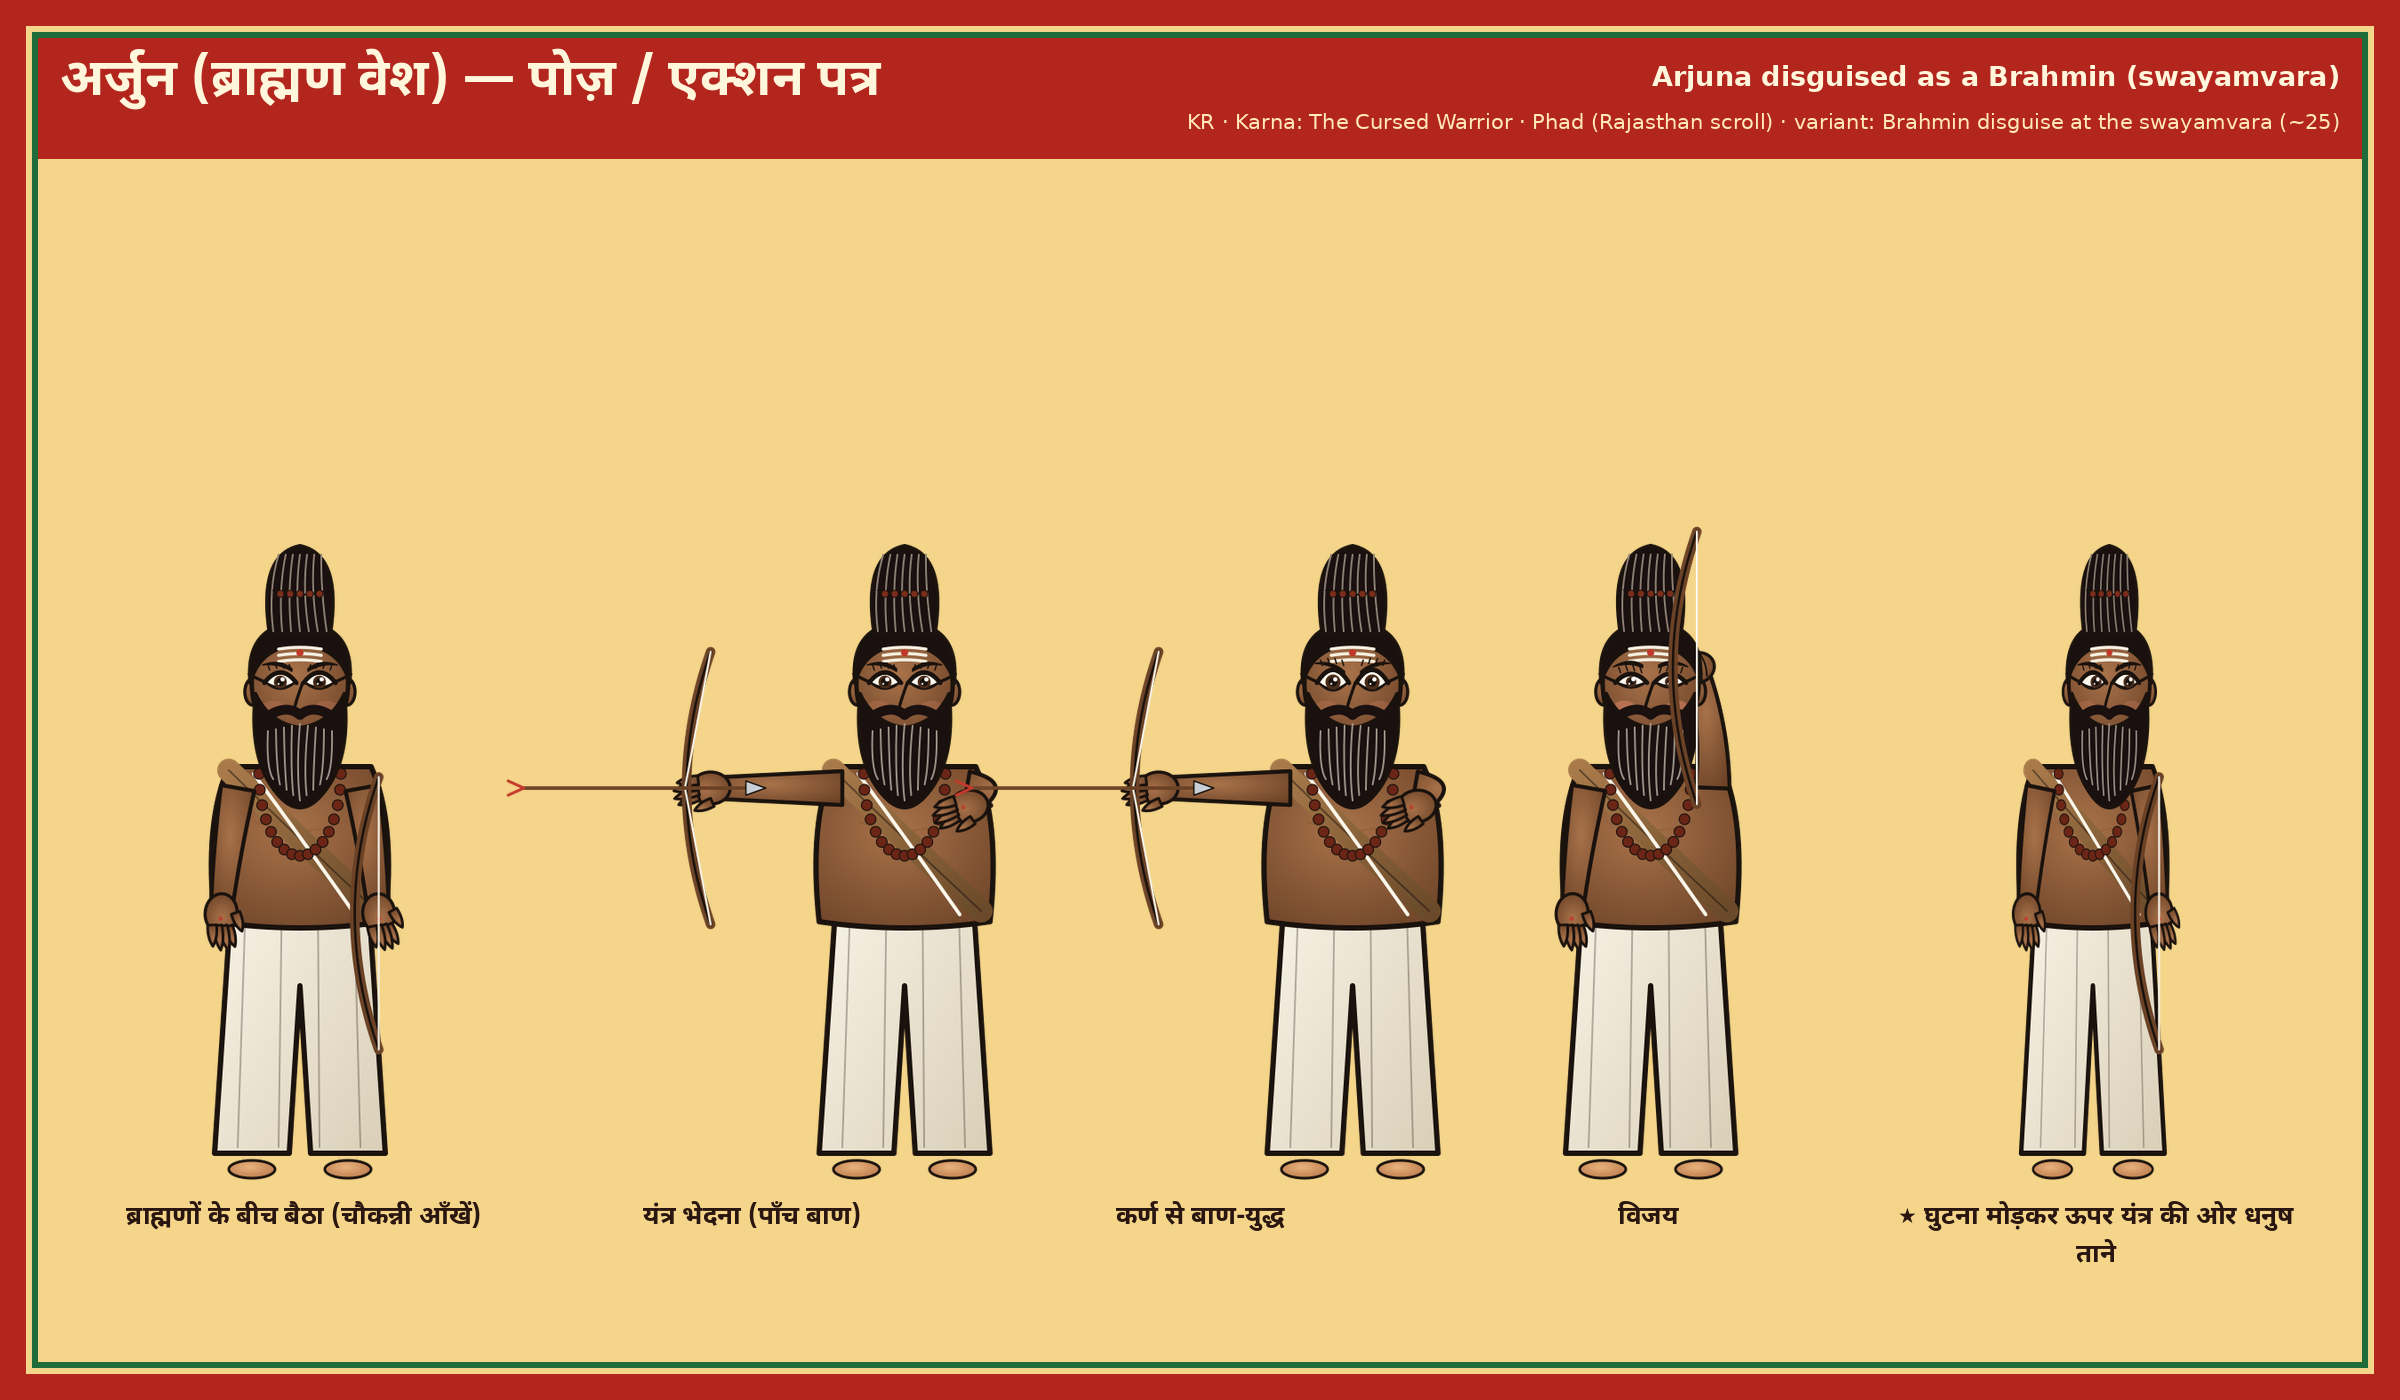 अर्जुन (ब्राह्मण वेश) — पोज़ / एक्शन पत्र
Arjuna disguised as a Brahmin (swayamvara)
KR · Karna: The Cursed Warrior · Phad (Rajasthan scroll) · variant: Brahmin disguise at the swayamvara (~25)
ब्राह्मणों के बीच बैठा (चौकन्नी आँखें)
यंत्र भेदना (पाँच बाण)
कर्ण से बाण-युद्ध
विजय
★ घुटना मोड़कर ऊपर यंत्र की ओर धनुष
ताने